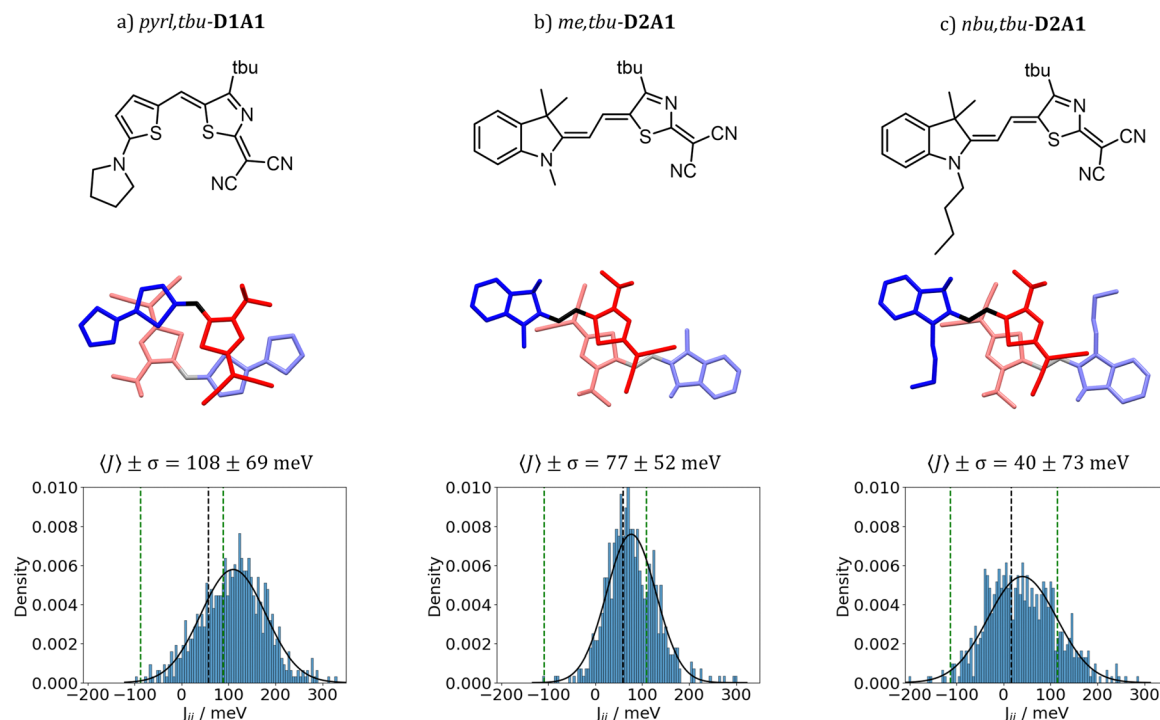 a) pyrl,tbu-D1A1
b) me,tbu-D2A1
c) nbu,tbu-D2A1
tbu
N
S
S
N
CN
NC
tbu
N
S
N
CN
NC
tbu
N
S
N
CN
NC
⟨J⟩ ± σ = 108 ± 69 meV
⟨J⟩ ± σ = 77 ± 52 meV
⟨J⟩ ± σ = 40 ± 73 meV
0.010
0.008
0.006
0.004
0.002
0.000
Density
−200 −100 0 100 200 300
J_ij / meV
0.010
0.008
0.006
0.004
0.002
0.000
Density
−200 −100 0 100 200 300
J_ij / meV
0.010
0.008
0.006
0.004
0.002
0.000
Density
−200 −100 0 100 200 300
J_ij / meV